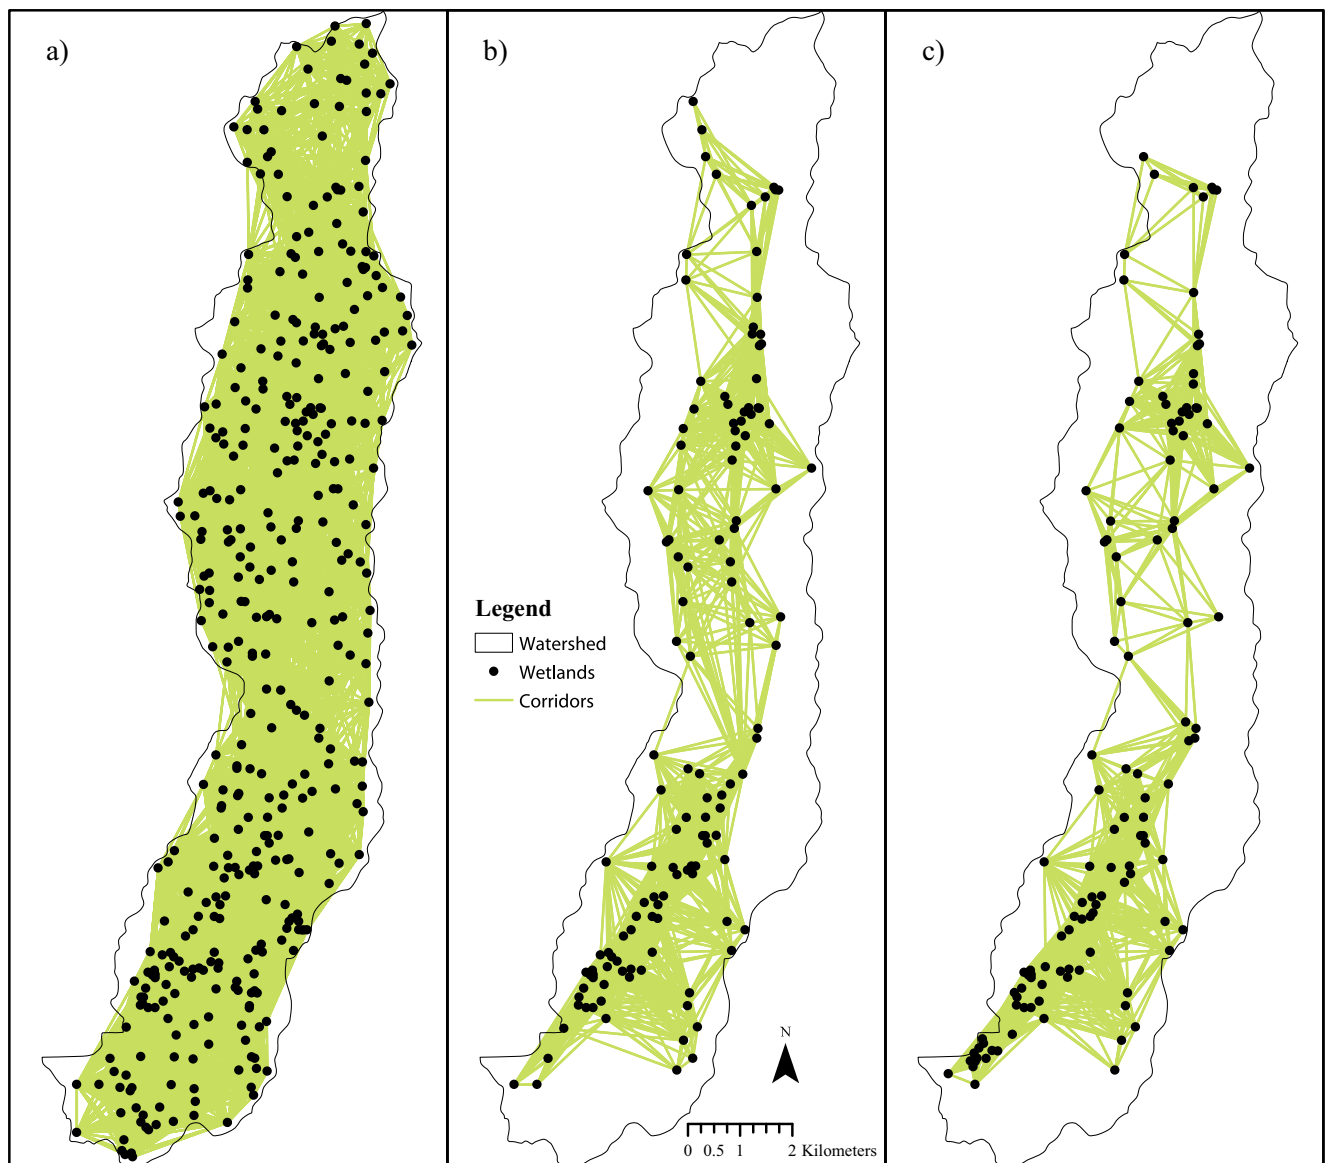 a)
b)
c)
Legend
Watershed
Wetlands
Corridors
N
0 0.5 1 2 Kilometers